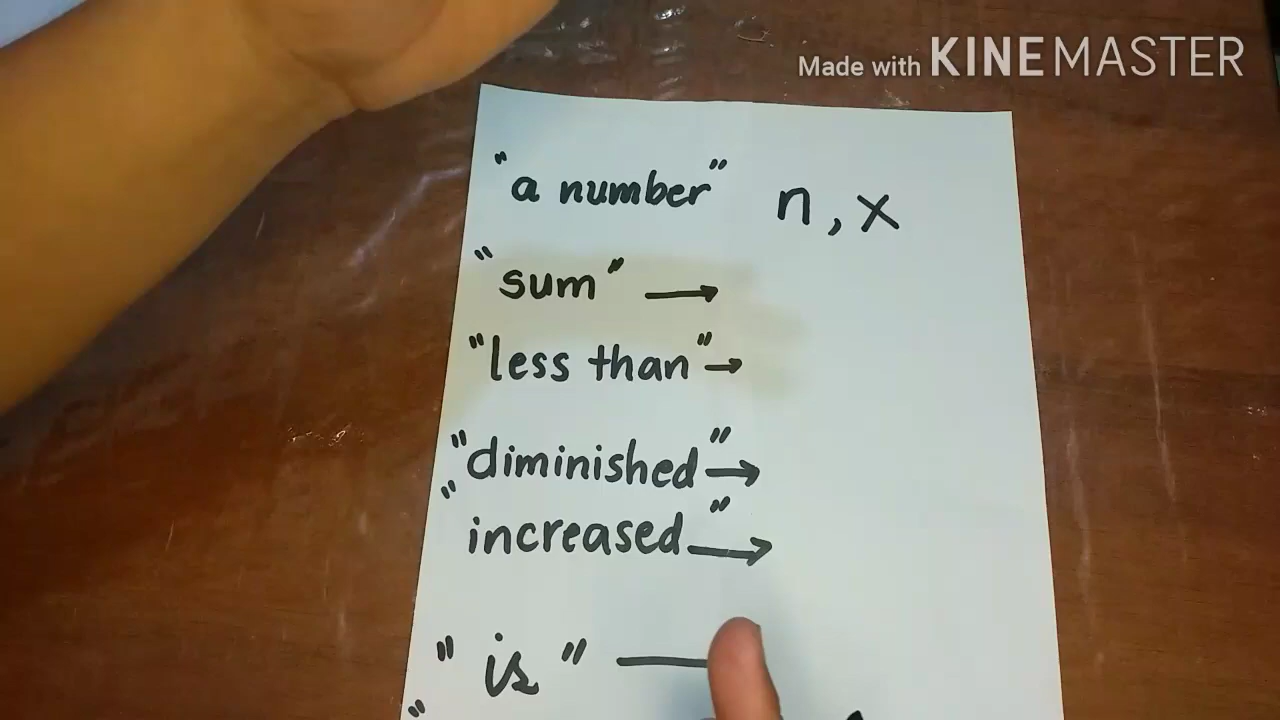 Made with KINEMASTER
"a number" n, x
"sum" →
"less than" →
"diminished" →
"increased" →
"is" —
"